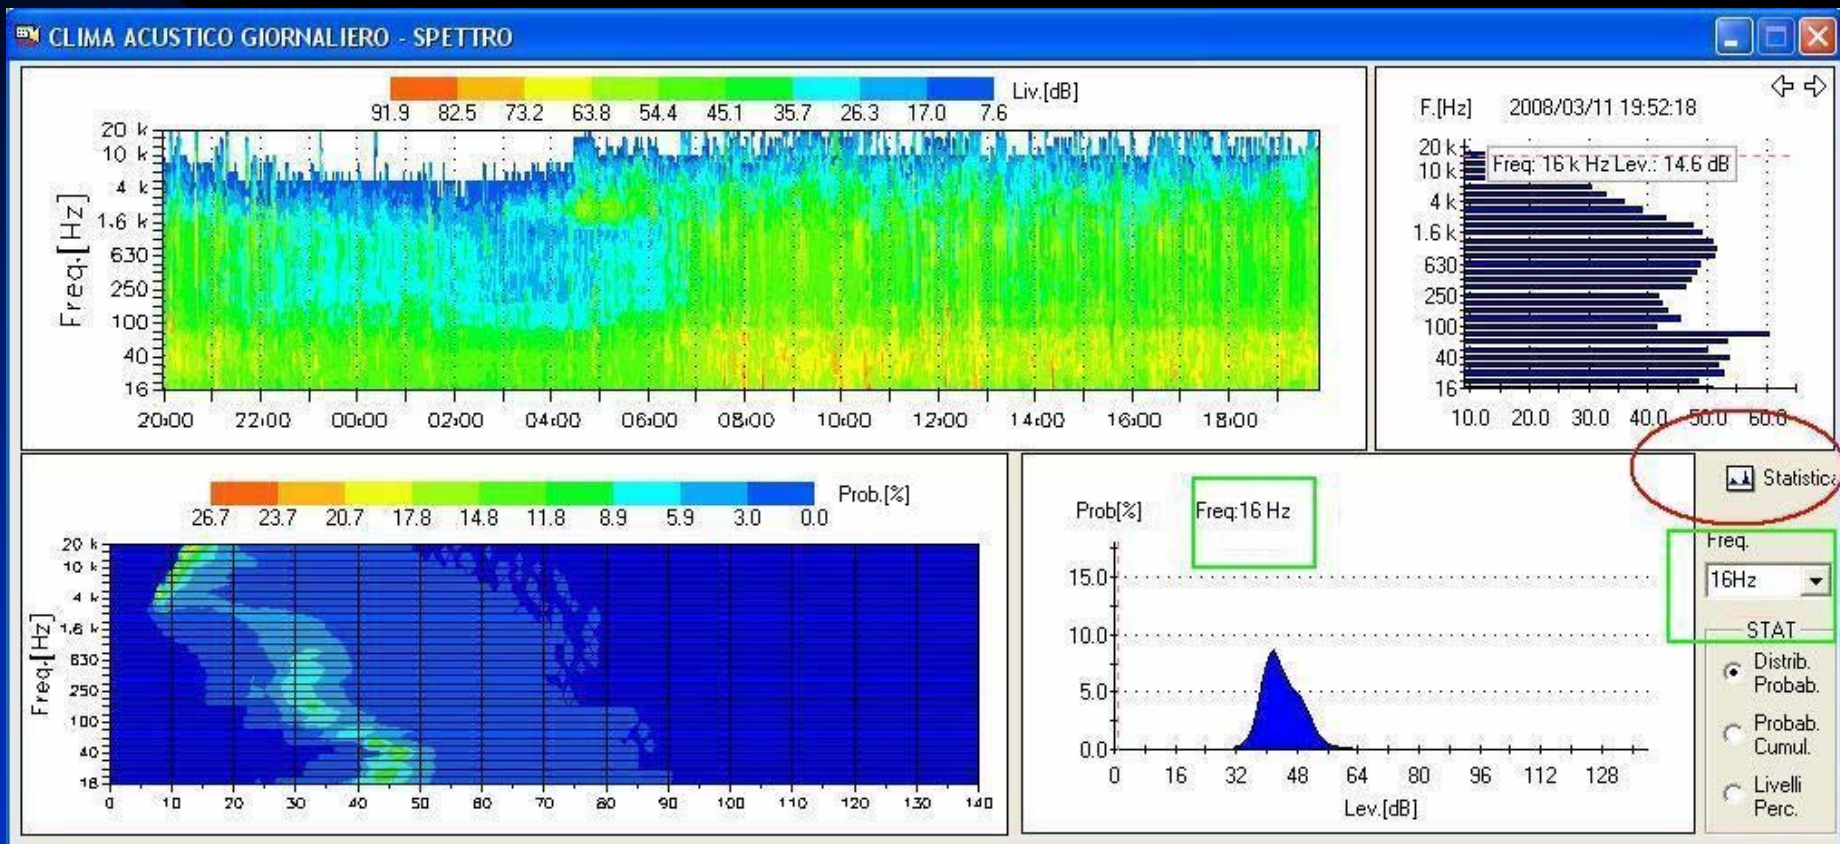 CLIMA ACUSTICO GIORNALIERO - SPETTRO
91.9 82.5 73.2 63.8 54.4 45.1 35.7 26.3 17.0 7.6
Liv.[dB]
Freq.[Hz]
20 k
10 k
4 k
1.6 k
630
250
100
40
16
20:00 22:00 00:00 02:00 04:00 06:00 08:00 10:00 12:00 14:00 16:00 18:00
F.[Hz] 2008/03/11 19:52:18
Freq: 16 k Hz Lev.: 14.6 dB
20 k
10 k
4 k
1.6 k
630
250
100
40
16
10.0 20.0 30.0 40.0 50.0 60.0
Prob.[%]
26.7 23.7 20.7 17.8 14.8 11.8 8.9 5.9 3.0 0.0
Freq.[Hz]
20 k
10 k
4 k
1.6 k
630
250
100
40
16
0 10 20 30 40 50 60 70 80 90 100 110 120 130 140
Prob[%]
Freq:16 Hz
15.0
10.0
5.0
0.0
0 16 32 48 64 80 96 112 128
Lev.[dB]
Statistica
Freq.
16Hz
STAT
Distrib.
Probab.
Probab.
Cumul.
Livelli
Perc.